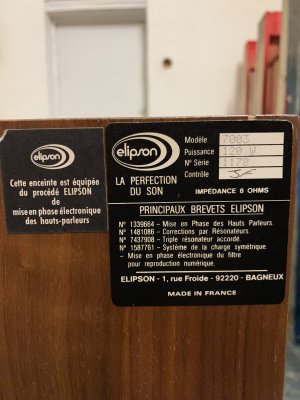 elipson
Cette enceinte est équipée
du procédé ELIPSON
de
mise en phase électronique
des hauts-parleurs
elipson
LA PERFECTION
DU SON
Modèle 7003
Puissance 120 W
N° Série 1170
Contrôle
IMPÉDANCE 8 OHMS
PRINCIPAUX BREVETS ELIPSON
N° 1339664 - Mise en Phase des Hauts Parleurs.
N° 1481086 - Corrections par Résonateurs.
N° 7437908 - Triple résonateur accordé.
N° 1587761 - Système de la charge symétrique.
- Mise en phase électronique du filtre
pour reproduction numérique.
ELIPSON - 1, rue Froide - 92220 - BAGNEUX
MADE IN FRANCE